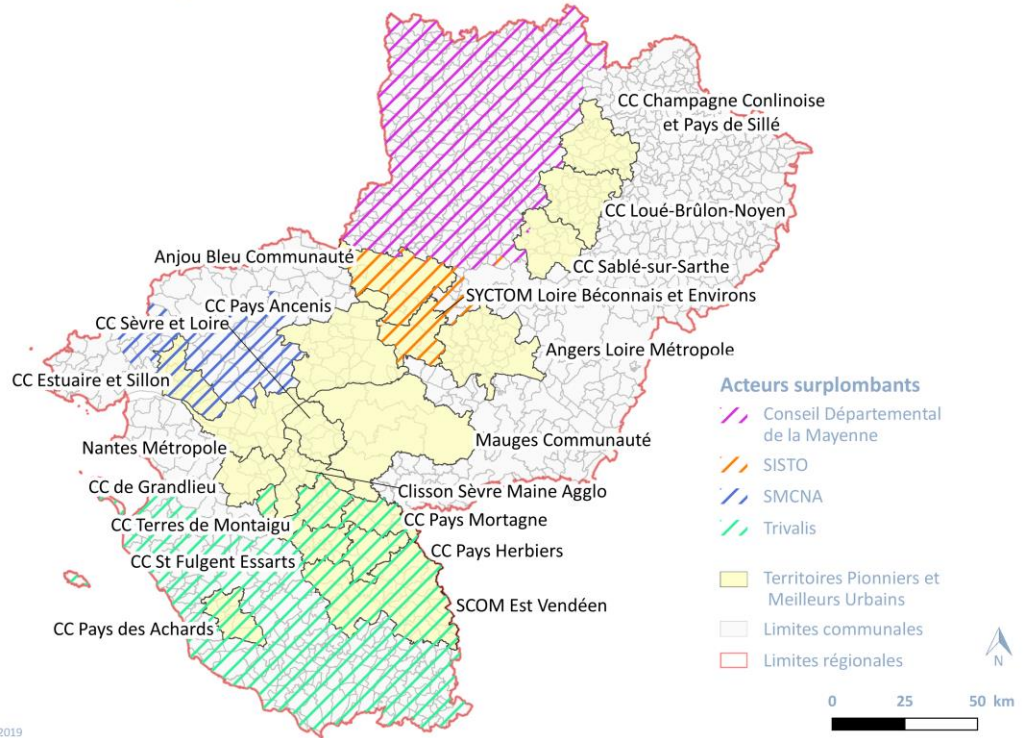 CC Champagne Conlinoise
et Pays de Sillé
CC Loué-Brûlon-Noyen
CC Sablé-sur-Sarthe
Anjou Bleu Communauté
SYCTOM Loire Béconnais et Environs
CC Pays Ancenis
CC Sèvre et Loire
Angers Loire Métropole
CC Estuaire et Sillon
Nantes Métropole
Mauges Communauté
CC de Grandlieu
Clisson Sèvre Maine Agglo
CC Terres de Montaigu
CC Pays Mortagne
CC Pays Herbiers
CC St Fulgent Essarts
SCOM Est Vendéen
CC Pays des Achards
Acteurs surplombants
Conseil Départemental
de la Mayenne
SISTO
SMCNA
Trivalis
Territoires Pionniers et
Meilleurs Urbains
Limites communales
Limites régionales
N
0 25 50 km
2019